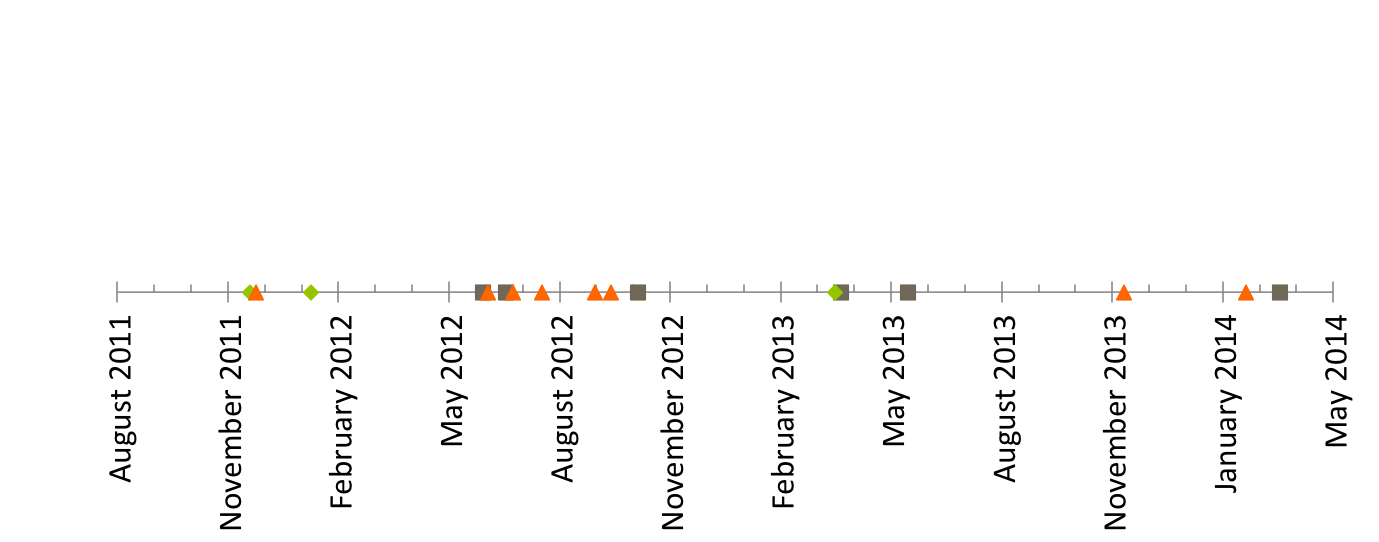 August 2011
November 2011
February 2012
May 2012
August 2012
November 2012
February 2013
May 2013
August 2013
November 2013
January 2014
May 2014